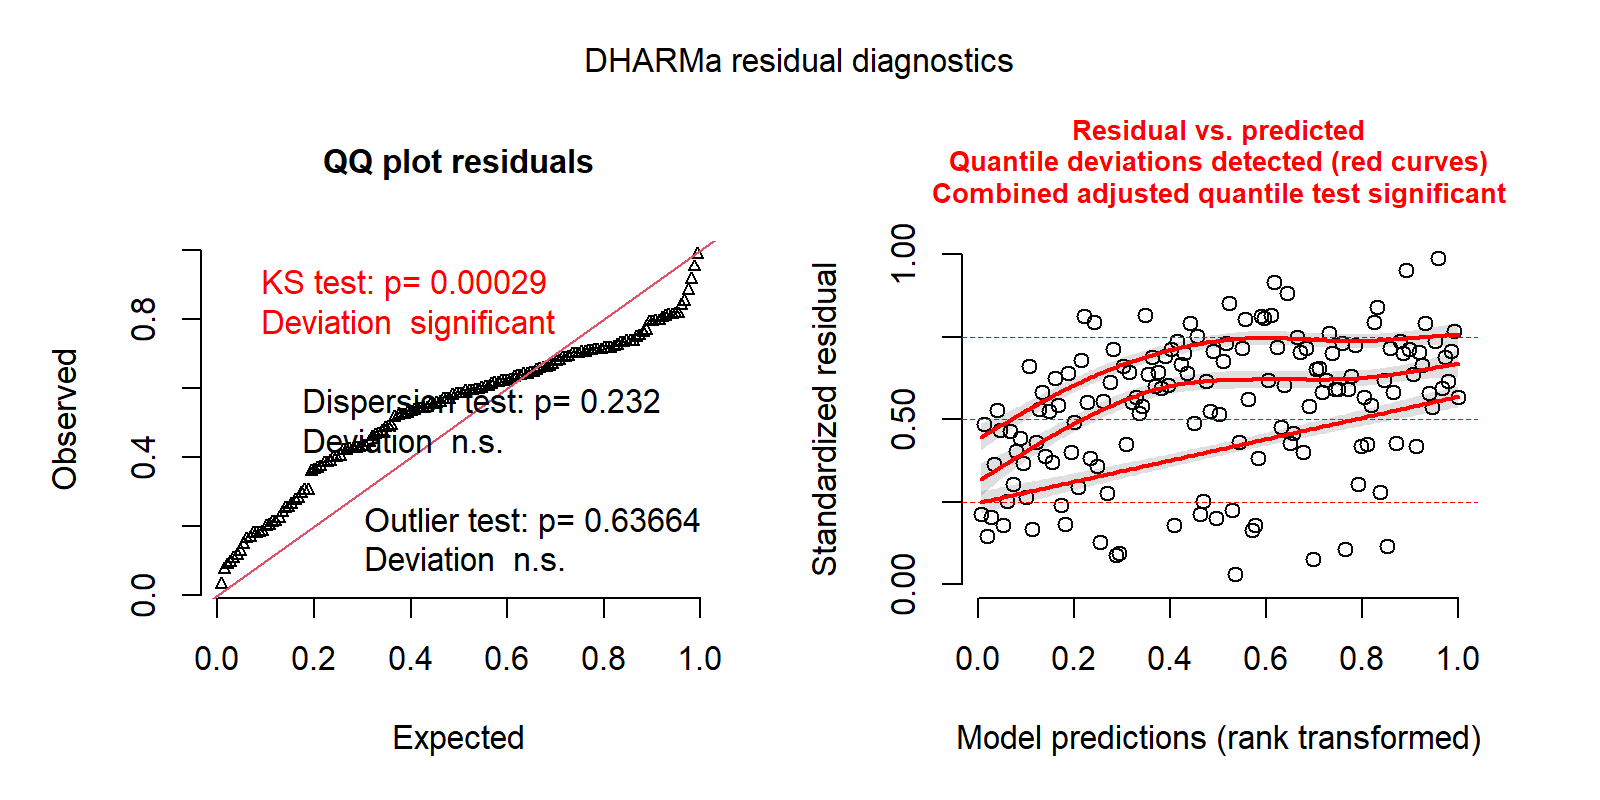 DHARMa residual diagnostics
QQ plot residuals
KS test: p= 0.00029
Deviation  significant
Dispersion test: p= 0.232
Deviation  n.s.
Outlier test: p= 0.63664
Deviation  n.s.
Observed
0.0
0.4
0.8
0.0 0.2 0.4 0.6 0.8 1.0
Expected
Residual vs. predicted
Quantile deviations detected (red curves)
Combined adjusted quantile test significant
Standardized residual
0.00
0.50
1.00
0.0 0.2 0.4 0.6 0.8 1.0
Model predictions (rank transformed)